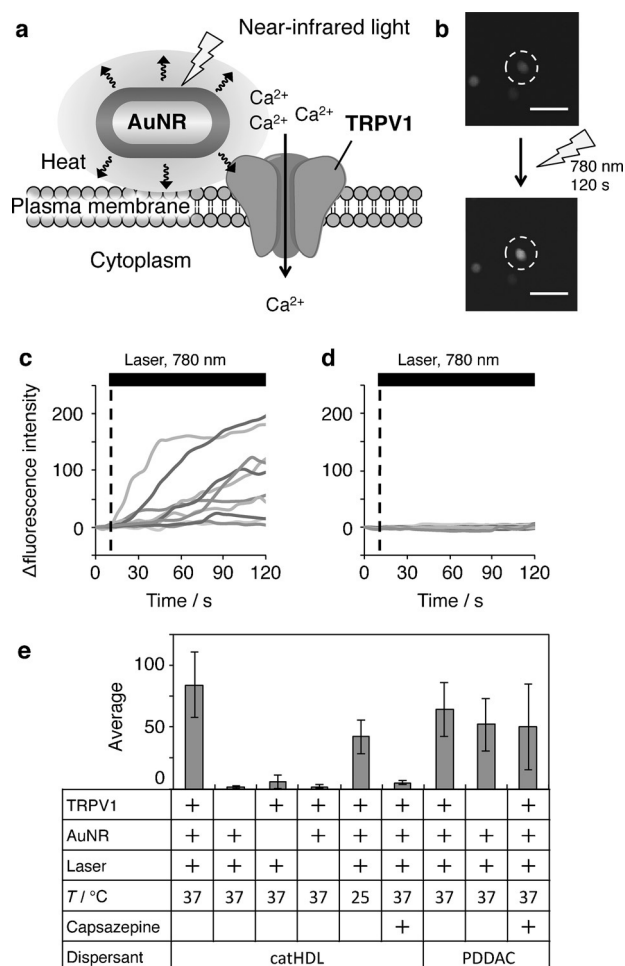 a
Near-infrared light
Ca²⁺
Ca²⁺ Ca²⁺
AuNR
TRPV1
Heat
Plasma membrane
Cytoplasm
Ca²⁺
b
780 nm
120 s
c
Laser, 780 nm
Δfluorescence intensity
200
100
0
0 30 60 90 120
Time / s
d
Laser, 780 nm
200
100
0
0 30 60 90 120
Time / s
e
Average
100
50
0
TRPV1 + + + + + + +
AuNR + + + + + + + +
Laser + + + + + + + +
T / °C 37 37 37 37 25 37 37 37 37
Capsazepine + +
Dispersant catHDL PDDAC